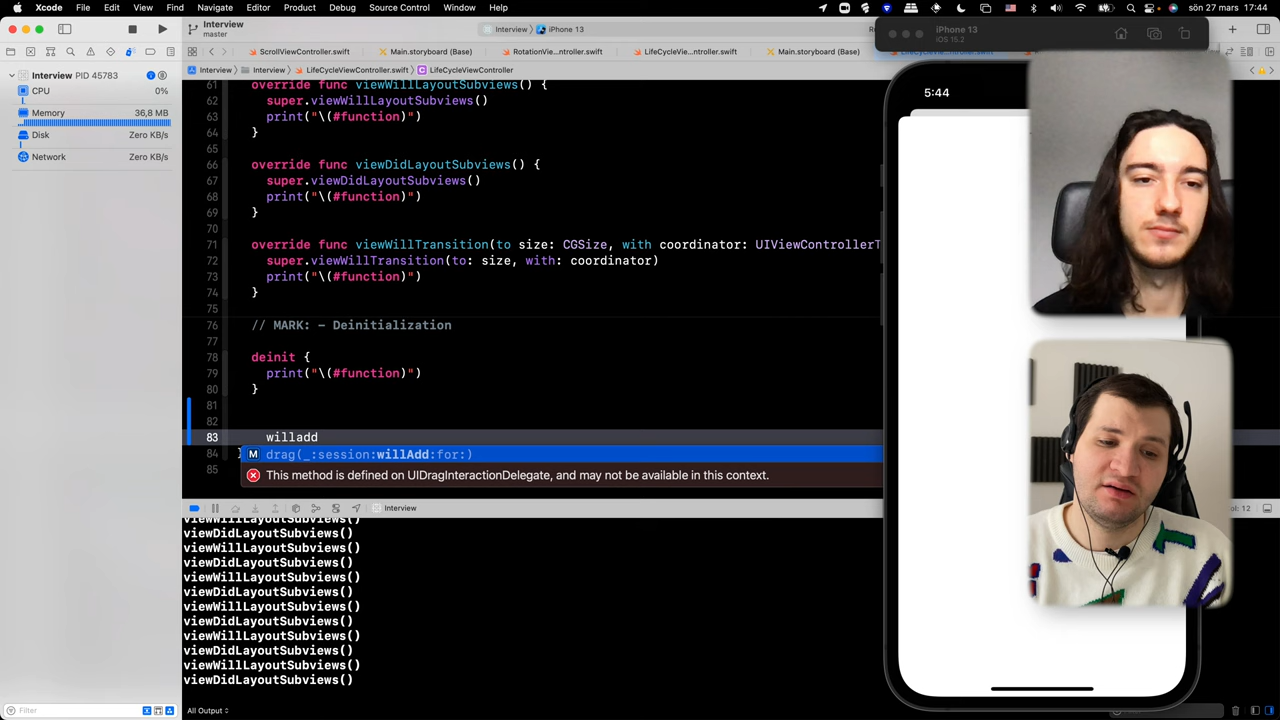 Xcode File Edit View Find Navigate Editor Product Debug Source Control Window Help
sön 27 mars 17:44
Interview
master
Interview › iPhone 13
iPhone 13
iOS 15.2
ScrollViewController.swift Main.storyboard (Base) RotationVie...ntroller.swift LifeCycleVie...ntroller.swift Main.storyboard (Base)
Interview › Interview › LifeCycleViewController.swift › LifeCycleViewController
Interview PID 45783
CPU 0%
Memory 36,8 MB
Disk Zero KB/s
Network Zero KB/s
61 override func viewWillLayoutSubviews() {
62 super.viewWillLayoutSubviews()
63 print("\(#function)")
64 }
65
66 override func viewDidLayoutSubviews() {
67 super.viewDidLayoutSubviews()
68 print("\(#function)")
69 }
70
71 override func viewWillTransition(to size: CGSize, with coordinator: UIViewControllerT
72 super.viewWillTransition(to: size, with: coordinator)
73 print("\(#function)")
74 }
75
76 // MARK: - Deinitialization
77
78 deinit {
79 print("\(#function)")
80 }
81
82
83 willadd
M drag(_:session:willAdd:for:)
84 }
This method is defined on UIDragInteractionDelegate, and may not be available in this context.
85
5:44
Interview
col: 12
viewWillLayoutSubviews()
viewDidLayoutSubviews()
viewWillLayoutSubviews()
viewDidLayoutSubviews()
viewWillLayoutSubviews()
viewDidLayoutSubviews()
viewWillLayoutSubviews()
viewDidLayoutSubviews()
viewWillLayoutSubviews()
viewDidLayoutSubviews()
viewWillLayoutSubviews()
viewDidLayoutSubviews()
Filter
All Output